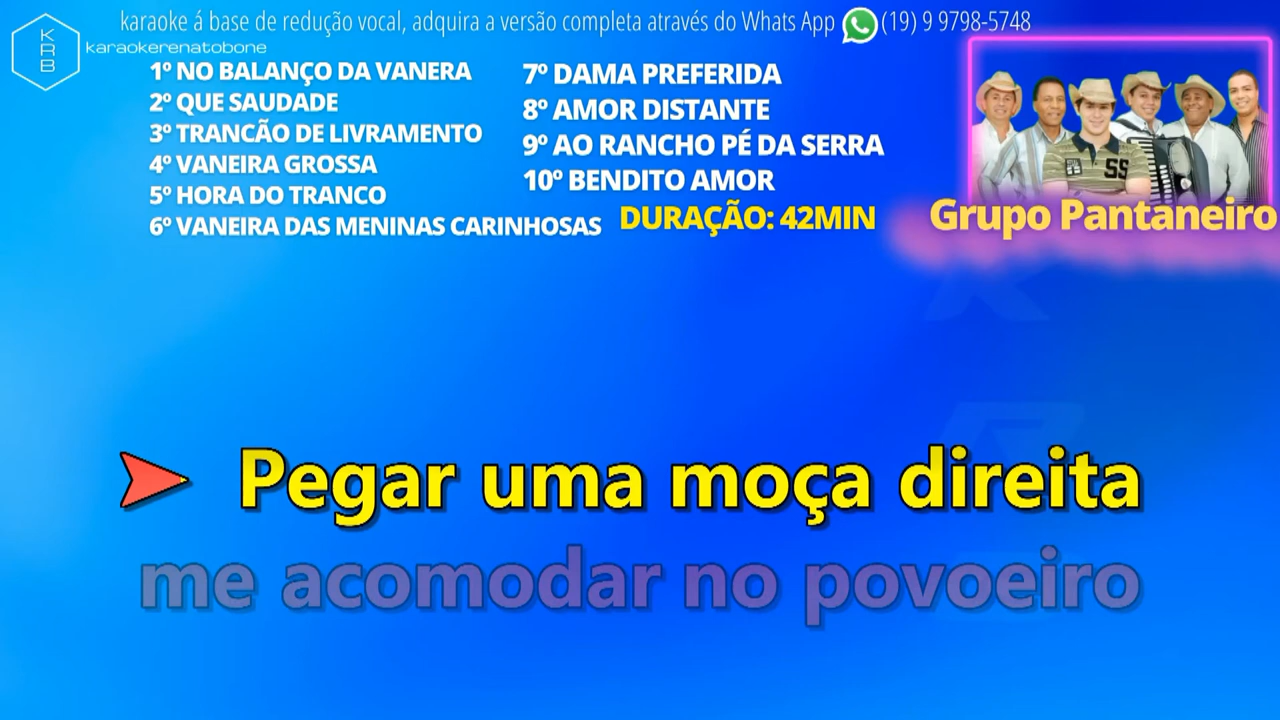 karaoke á base de redução vocal, adquira a versão completa através do Whats App (19) 9 9798-5748
KRB
karaokerenatobone
1º NO BALANÇO DA VANERA
2º QUE SAUDADE
3º TRANCÃO DE LIVRAMENTO
4º VANEIRA GROSSA
5º HORA DO TRANCO
6º VANEIRA DAS MENINAS CARINHOSAS
7º DAMA PREFERIDA
8º AMOR DISTANTE
9º AO RANCHO PÉ DA SERRA
10º BENDITO AMOR
DURAÇÃO: 42MIN
SS
Grupo Pantaneiro
Pegar uma moça direita
me acomodar no povoeiro